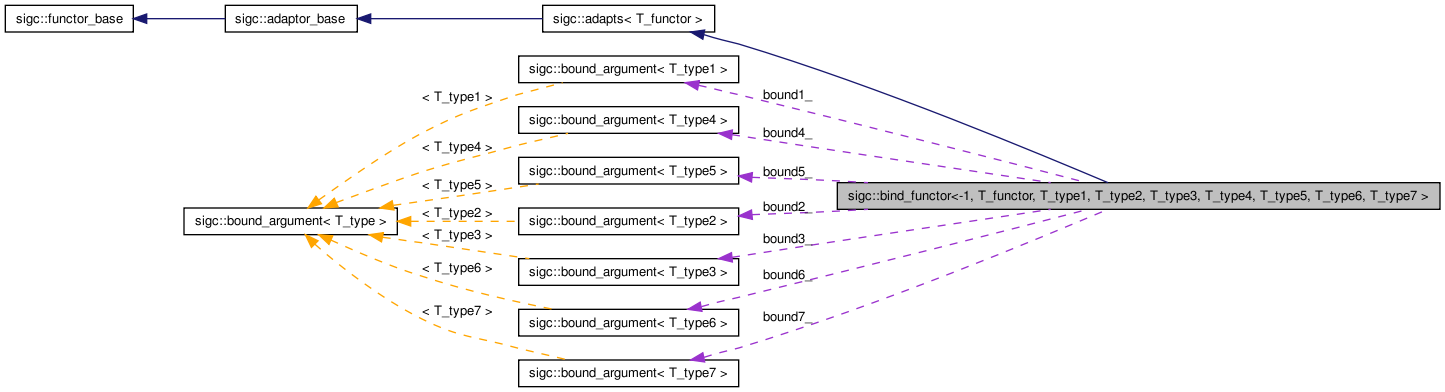 sigc::functor_base
sigc::adaptor_base
sigc::adapts< T_functor >
sigc::bound_argument< T_type1 >
< T_type1 >
bound1_
sigc::bound_argument< T_type4 >
bound4_
< T_type4 >
sigc::bound_argument< T_type5 >
bound5_
< T_type5 >
sigc::bind_functor<-1, T_functor, T_type1, T_type2, T_type3, T_type4, T_type5, T_type6, T_type7 >
sigc::bound_argument< T_type >
< T_type2 >
sigc::bound_argument< T_type2 >
bound2_
< T_type3 >
bound3_
sigc::bound_argument< T_type3 >
< T_type6 >
bound6_
sigc::bound_argument< T_type6 >
< T_type7 >
bound7_
sigc::bound_argument< T_type7 >